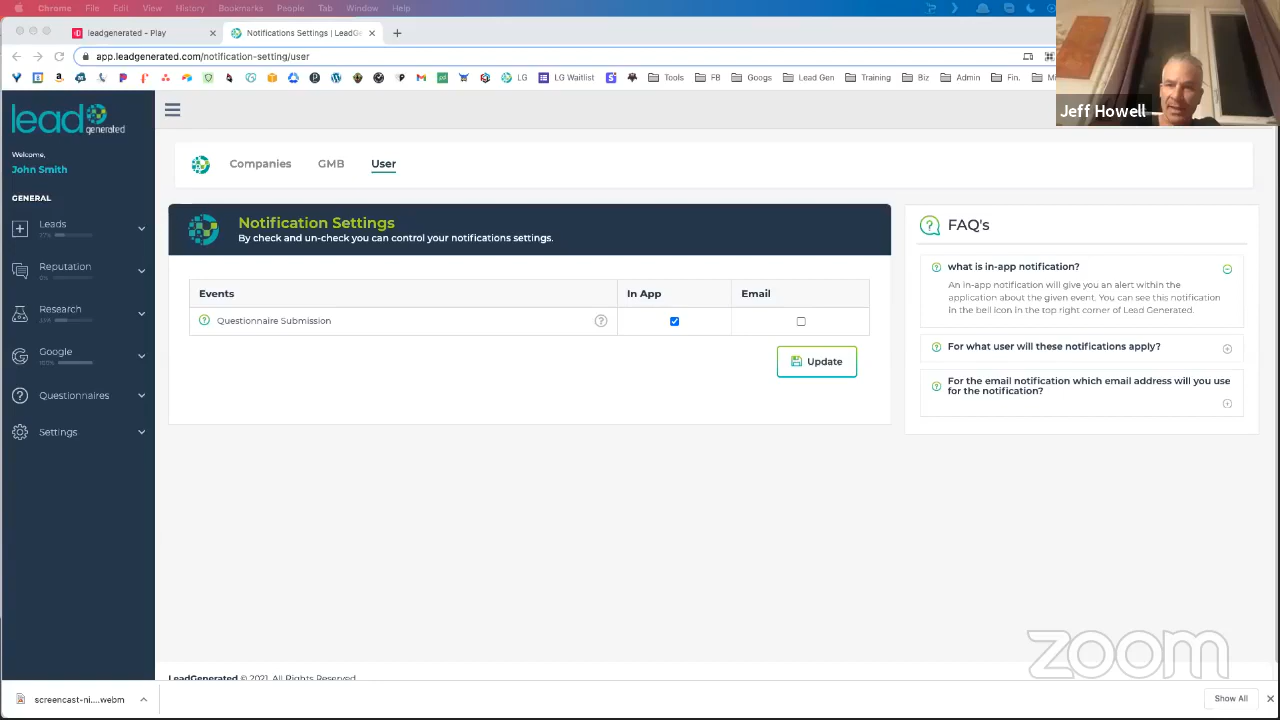 Chrome File Edit View History Bookmarks People Tab Window Help
leadgenerated - Play
Notifications Settings | LeadGe
app.leadgenerated.com/notification-setting/user
LG
LG Waitlist
Tools
FB
Googs
Lead Gen
Training
Biz
Admin
Fin.
Jeff Howell
lead generated
Welcome,
John Smith
GENERAL
Leads
77%
Reputation
0%
Research
33%
Google
100%
Questionnaires
Settings
Companies GMB User
Notification Settings
By check and un-check you can control your notifications settings.
Events In App Email
Questionnaire Submission
Update
FAQ's
what is in-app notification?
An in-app notification will give you an alert within the
application about the given event. You can see this notification
in the bell icon in the top right corner of Lead Generated.
For what user will these notifications apply?
For the email notification which email address will you use
for the notification?
LeadGenerated © 2021. All Rights Reserved
zoom
screencast-ni....webm
Show All